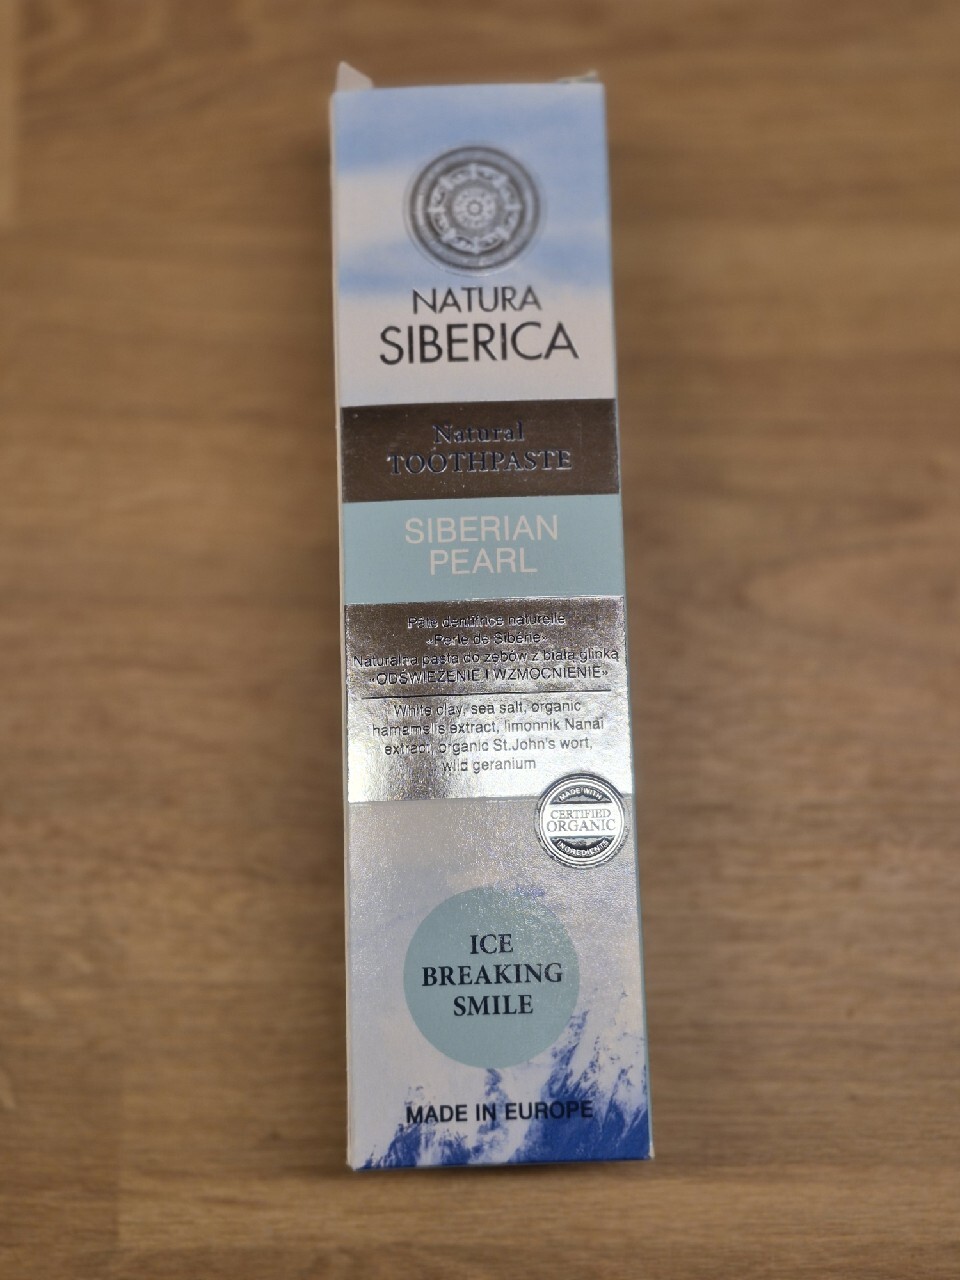 NATURA
SIBERICA
Natural
TOOTHPASTE
SIBERIAN
PEARL
Pâte dentifrice naturelle
«Perle de Sibérie»
Naturalna pasta do zębów z białą glinką
«ODŚWIEŻENIE I WZMOCNIENIE»
White clay, sea salt, organic
hamamelis extract, limonnik Nanai
extract, organic St.John's wort,
wild geranium
MADE WITH
CERTIFIED
ORGANIC
INGREDIENTS
ICE
BREAKING
SMILE
MADE IN EUROPE